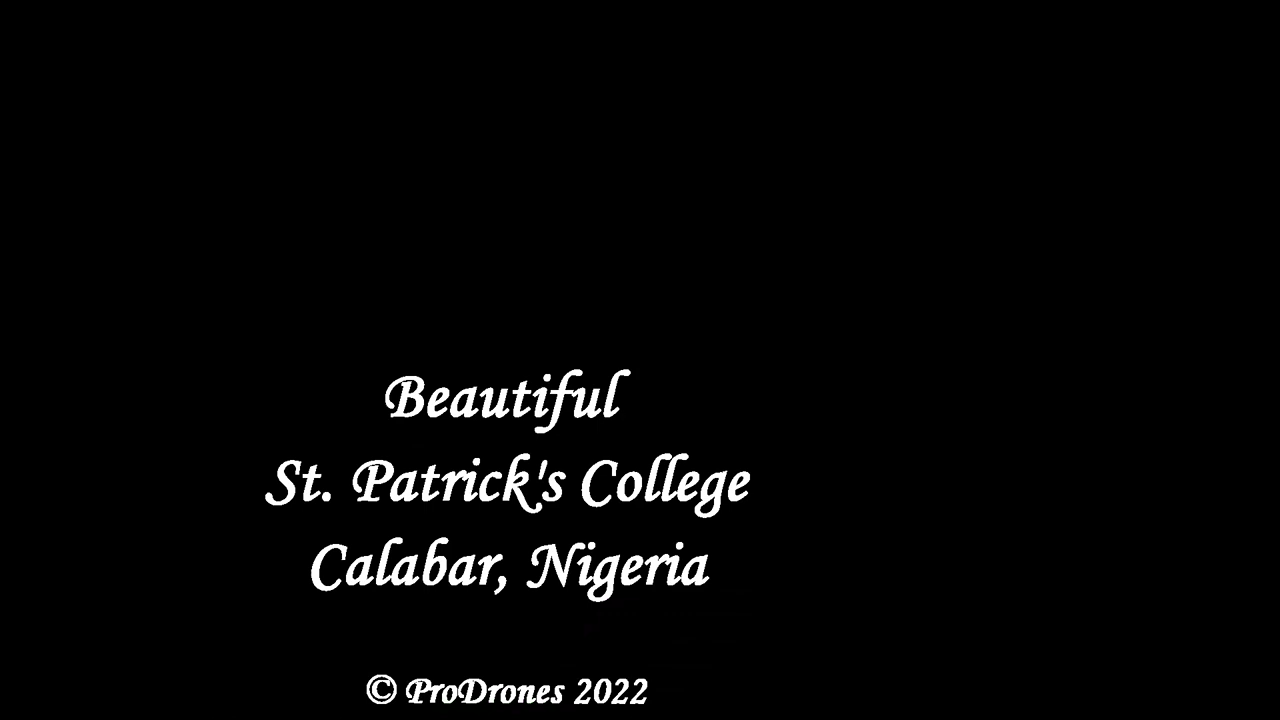 Beautiful
St. Patrick's College
Calabar, Nigeria
© ProDrones 2022